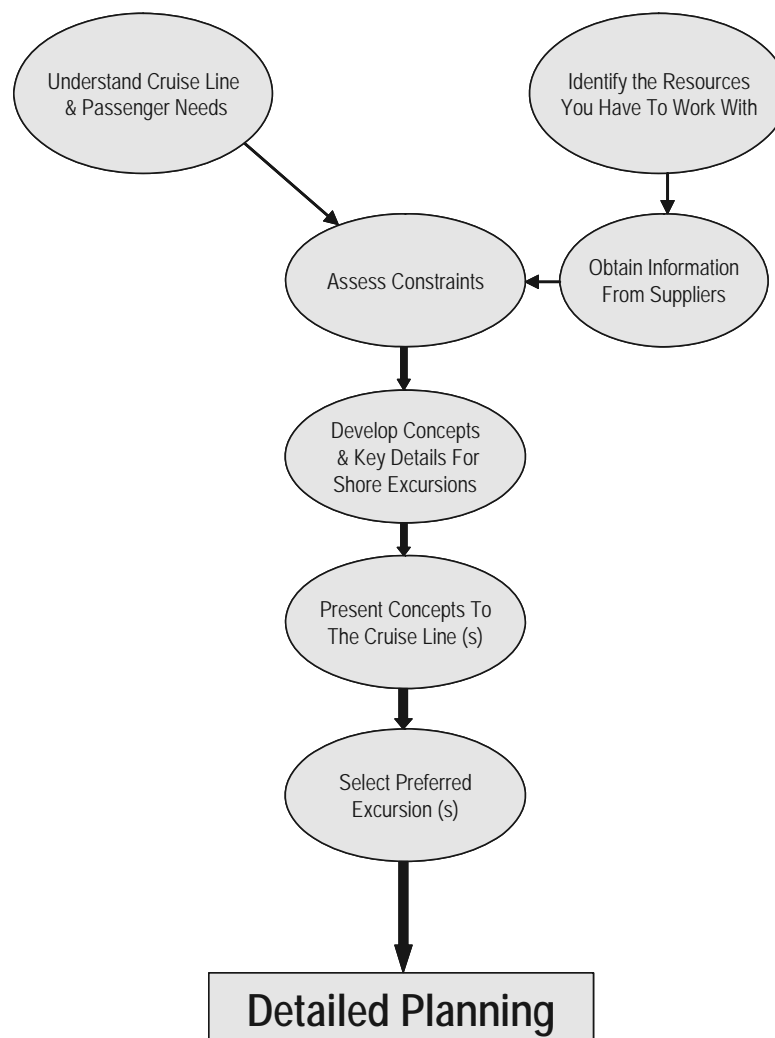 Understand Cruise Line
& Passenger Needs
Identify the Resources
You Have To Work With
Obtain Information
From Suppliers
Assess Constraints
Develop Concepts
& Key Details For
Shore Excursions
Present Concepts To
The Cruise Line (s)
Select Preferred
Excursion (s)
Detailed Planning